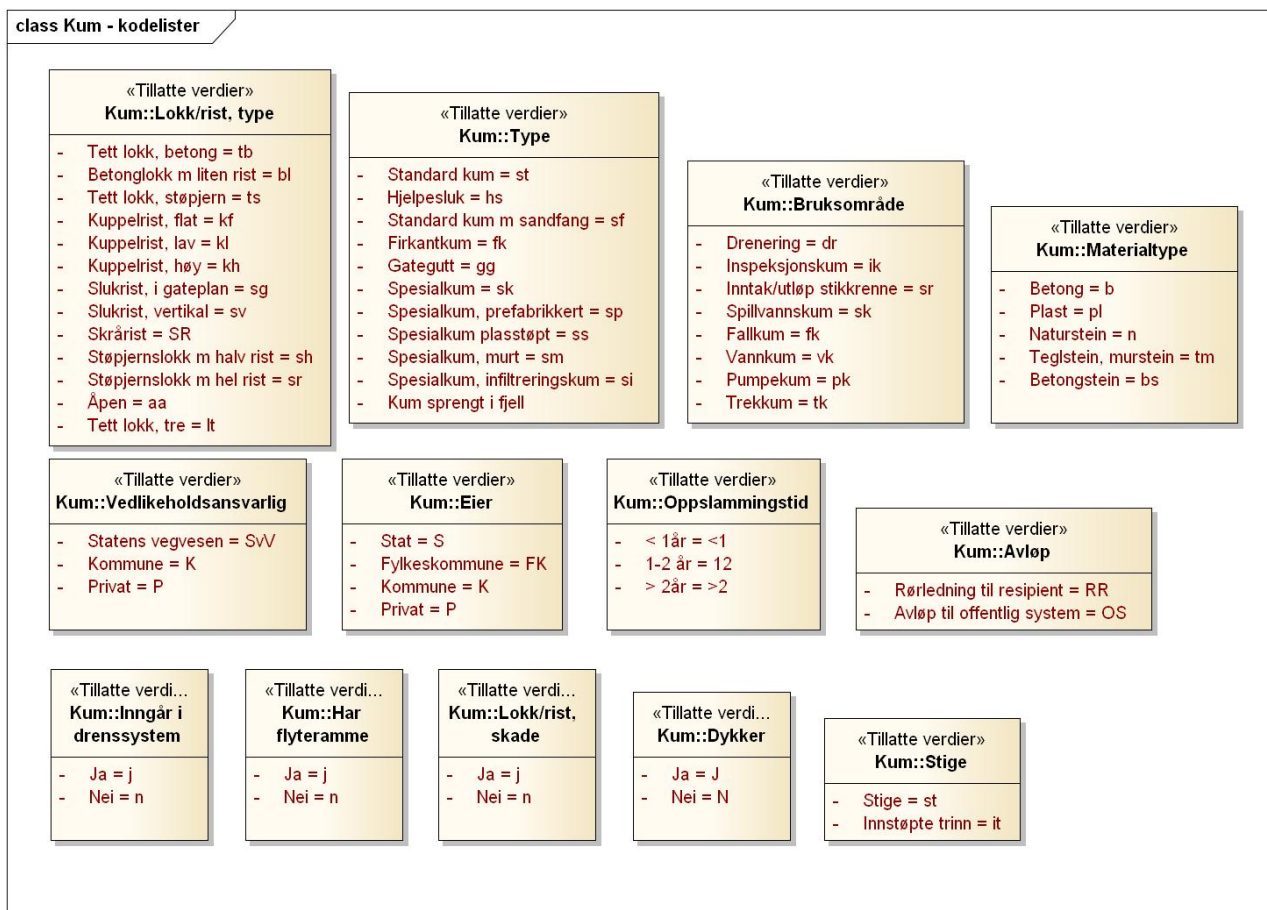 class Kum - kodelister
«Tillatte verdier»
Kum::Lokk/rist, type
- Tett lokk, betong = tb
- Betonglokk m liten rist = bl
- Tett lokk, støpjern = ts
- Kuppelrist, flat = kf
- Kuppelrist, lav = kl
- Kuppelrist, høy = kh
- Slukrist, i gateplan = sg
- Slukrist, vertikal = sv
- Skrårist = SR
- Støpjernslokk m halv rist = sh
- Støpjernslokk m hel rist = sr
- Åpen = aa
- Tett lokk, tre = lt
«Tillatte verdier»
Kum::Type
- Standard kum = st
- Hjelpesluk = hs
- Standard kum m sandfang = sf
- Firkantkum = fk
- Gategutt = gg
- Spesialkum = sk
- Spesialkum, prefabrikkert = sp
- Spesialkum plasstøpt = ss
- Spesialkum, murt = sm
- Spesialkum, infiltreringskum = si
- Kum sprengt i fjell
«Tillatte verdier»
Kum::Bruksområde
- Drenering = dr
- Inspeksjonskum = ik
- Inntak/utløp stikkrenne = sr
- Spillvannskum = sk
- Fallkum = fk
- Vannkum = vk
- Pumpekum = pk
- Trekkum = tk
«Tillatte verdier»
Kum::Materialtype
- Betong = b
- Plast = pl
- Naturstein = n
- Teglstein, murstein = tm
- Betongstein = bs
«Tillatte verdier»
Kum::Vedlikeholdsansvarlig
- Statens vegvesen = SvV
- Kommune = K
- Privat = P
«Tillatte verdier»
Kum::Eier
- Stat = S
- Fylkeskommune = FK
- Kommune = K
- Privat = P
«Tillatte verdier»
Kum::Oppslammingstid
- < 1år = <1
- 1-2 år = 12
- > 2år = >2
«Tillatte verdier»
Kum::Avløp
- Rørledning til resipient = RR
- Avløp til offentlig system = OS
«Tillatte verdi...
Kum::Inngår i
drenssystem
- Ja = j
- Nei = n
«Tillatte verdi...
Kum::Har
flyteramme
- Ja = j
- Nei = n
«Tillatte verdi...
Kum::Lokk/rist,
skade
- Ja = j
- Nei = n
«Tillatte verdi...
Kum::Dykker
- Ja = J
- Nei = N
«Tillatte verdier»
Kum::Stige
- Stige = st
- Innstøpte trinn = it